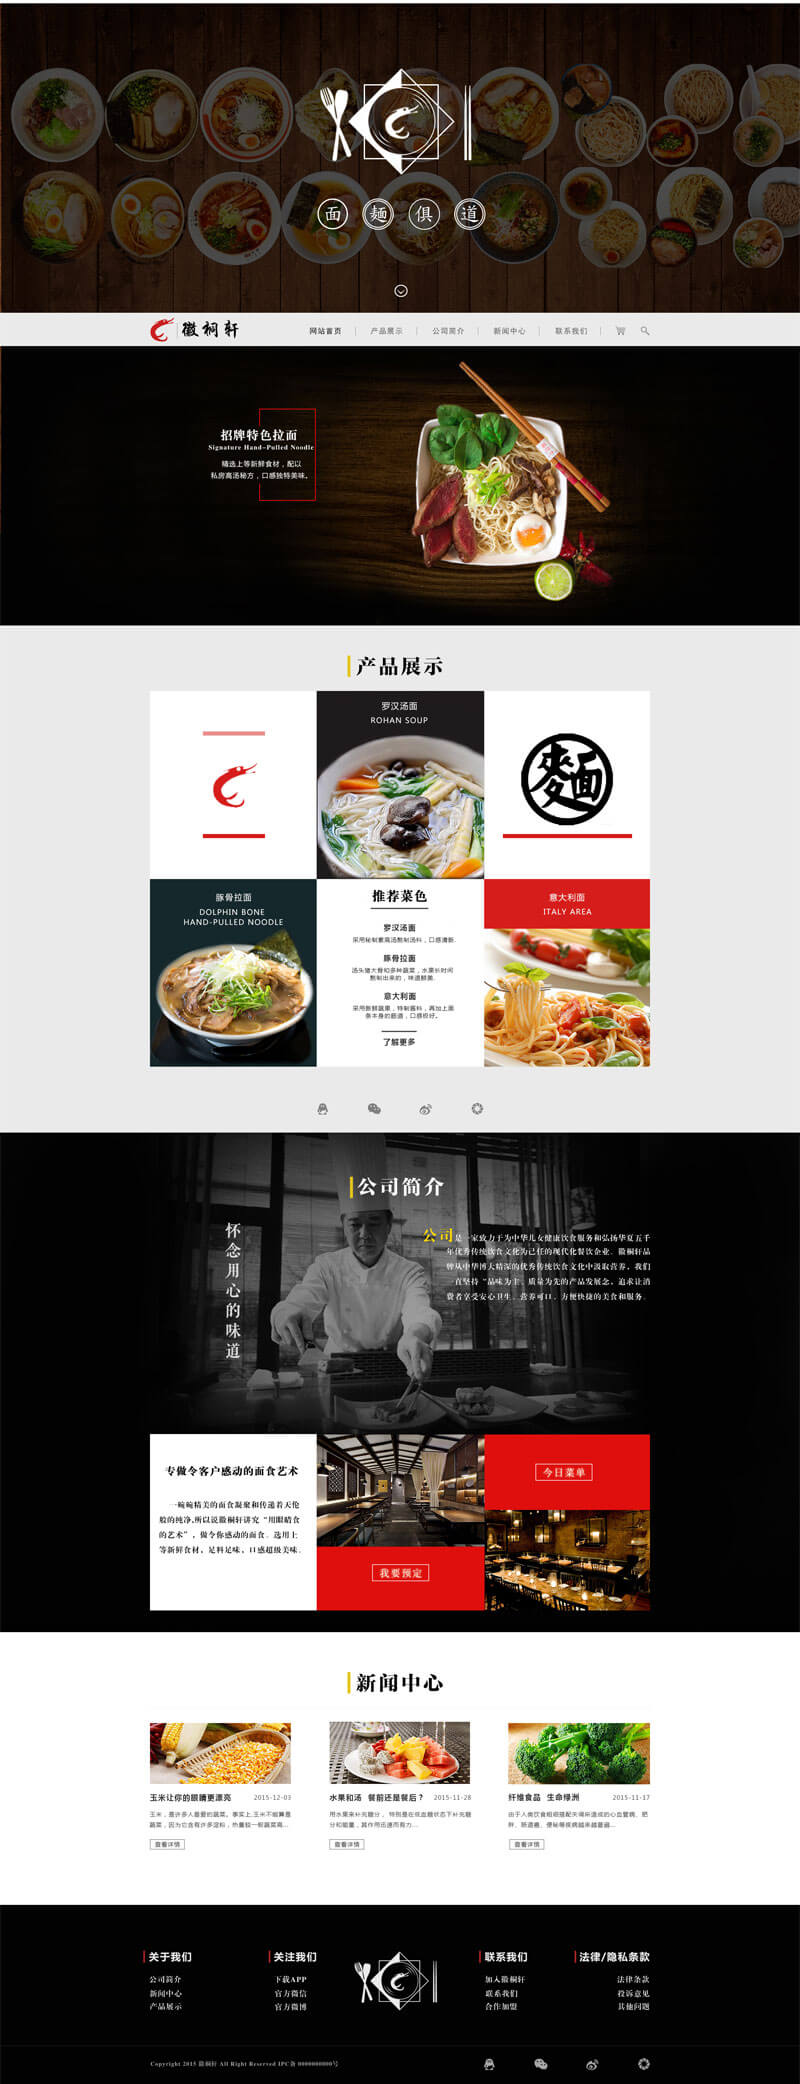 面 麺 俱 道
徽桐轩
网站首页 产品展示 公司简介 新闻中心 联系我们
招牌特色拉面
Signature Hand-Pulled Noodle
精选上等新鲜食材，配以
私房高汤秘方，口感独特美味。
产品展示
罗汉汤面
ROHAN SOUP
麵
豚骨拉面
DOLPHIN BONE
HAND-PULLED NOODLE
推荐菜色
罗汉汤面
采用秘制素高汤熬制汤料，口感清新.
豚骨拉面
汤头猪大骨和多种蔬菜，水果长时间
熬制出来的，味道鲜美.
意大利面
采用新鲜蔬果，特制酱料，再加上面
条本身的筋道，口感极好。
了解更多
意大利面
ITALY AREA
公司简介
怀念用心的味道
公司是一家致力于为中华儿女健康饮食服务和弘扬华夏五千
年优秀传统饮食文化为己任的现代化餐饮企业. 徽桐轩品
牌从中华博大精深的优秀传统饮食文化中汲取营养，我们
一直坚持“品味为主、质量为先的产品发展念，追求让消
费者享受安心卫生、营养可口、方便快捷的美食和服务.
专做令客户感动的面食艺术
一碗碗精美的面食凝聚和传递着天伦
般的纯净,所以说徽桐轩讲究“用眼睛食
的艺术”，做令你感动的面食. 选用上
等新鲜食材，足料足味，口感超级美味.
我要预定
今日菜单
新闻中心
玉米让你的眼睛更漂亮 2015-12-03
玉米，是许多人最爱的蔬菜。事实上,玉米不能算是
蔬菜，因为它含有许多淀粉，热量较一般蔬菜高...
查看详情
水果和汤 餐前还是餐后？ 2015-11-28
用水果来补充糖分， 特别是在低血糖状态下补充糖
分和能量，其作用迅速而有力...
查看详情
纤维食品 生命绿洲 2015-11-17
由于人类饮食粗细搭配失调所造成的心血管病、肥
胖、肠道癌、便秘等疾病越来越普遍...
查看详情
关于我们
公司简介
新闻中心
产品展示
关注我们
下载APP
官方微信
官方微博
联系我们
加入徽桐轩
联系我们
合作加盟
法律/隐私条款
法律条款
投诉意见
其他问题
Copyright 2015 徽桐轩 All Right Reserved IPC备 0000000000号